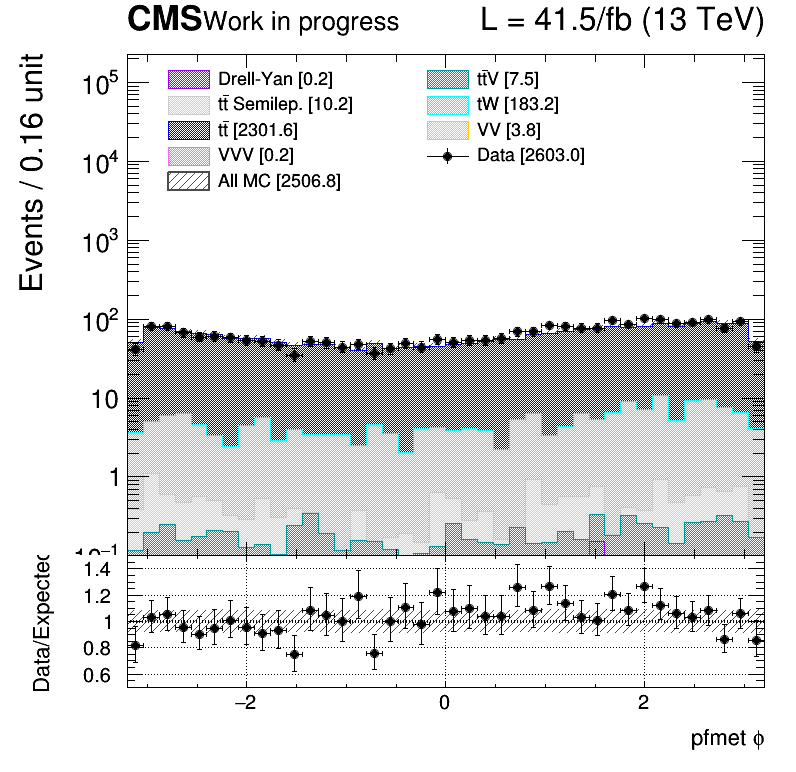 CMS Work in progress L = 41.5/fb (13 TeV)
Events / 0.16 unit
Drell-Yan [0.2]
tt̄ Semilep. [10.2]
tt̄ [2301.6]
VVV [0.2]
All MC [2506.8]
tt̄V [7.5]
tW [183.2]
VV [3.8]
Data [2603.0]
10⁵
10⁴
10³
10²
10
1
10⁻¹
Data/Expected
1.4
1.2
1
0.8
0.6
−2 0 2
pfmet ϕ